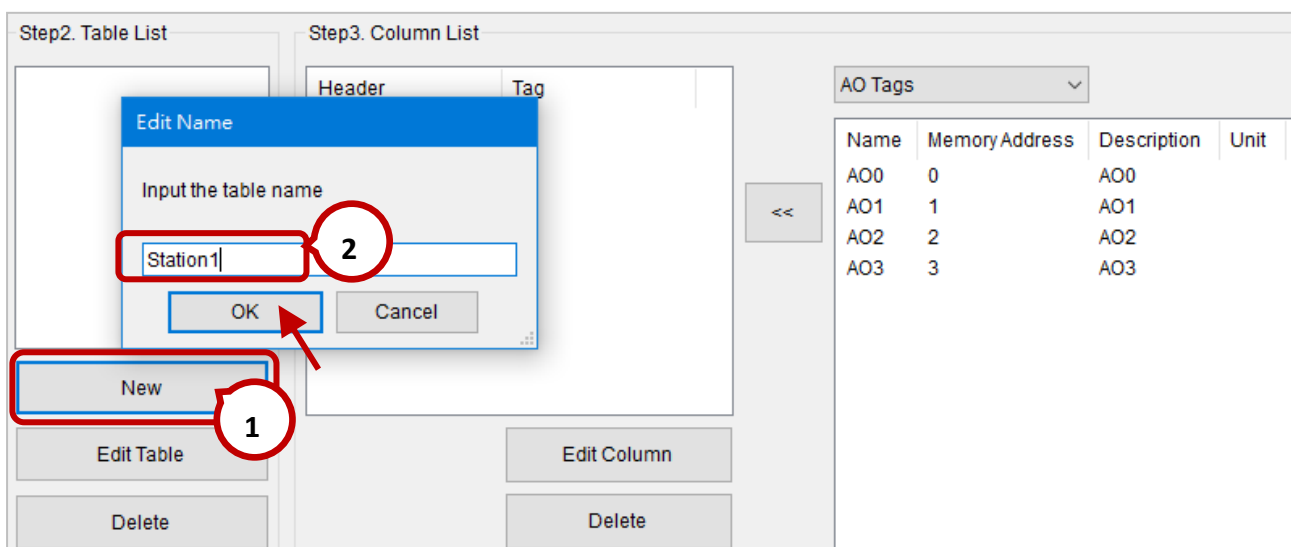 Step2. Table List
Step3. Column List
Header Tag
AO Tags
Edit Name
Input the table name
Station1
2
OK Cancel
<<
Name Memory Address Description Unit
AO0 0 AO0
AO1 1 AO1
AO2 2 AO2
AO3 3 AO3
New
1
Edit Table
Edit Column
Delete
Delete